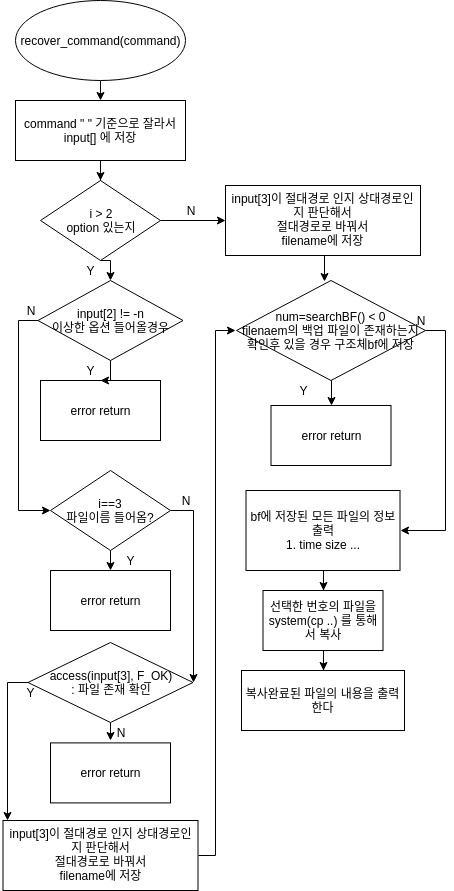 recover_command(command)
command " " 기준으로 잘라서
input[] 에 저장
i > 2
option 있는지
N
Y
input[3]이 절대경로 인지 상대경로인
지 판단해서
절대경로로 바꿔서
filename에 저장
input[2] != -n
이상한 옵션 들어옴경우
N
Y
error return
num=searchBF() < 0
filenaem의 백업 파일이 존재하는지
확인후 있을 경우 구조체bf에 저장
N
Y
error return
i==3
파일이름 들어옴?
N
Y
error return
bf에 저장된 모든 파일의 정보
출력
1. time size ...
선택한 번호의 파일을
system(cp ..) 를 통해
서 복사
복사완료된 파일의 내용을 출력
한다
access(input[3], F_OK)
: 파일 존재 확인
Y
N
error return
input[3]이 절대경로 인지 상대경로인
지 판단해서
절대경로로 바꿔서
filename에 저장